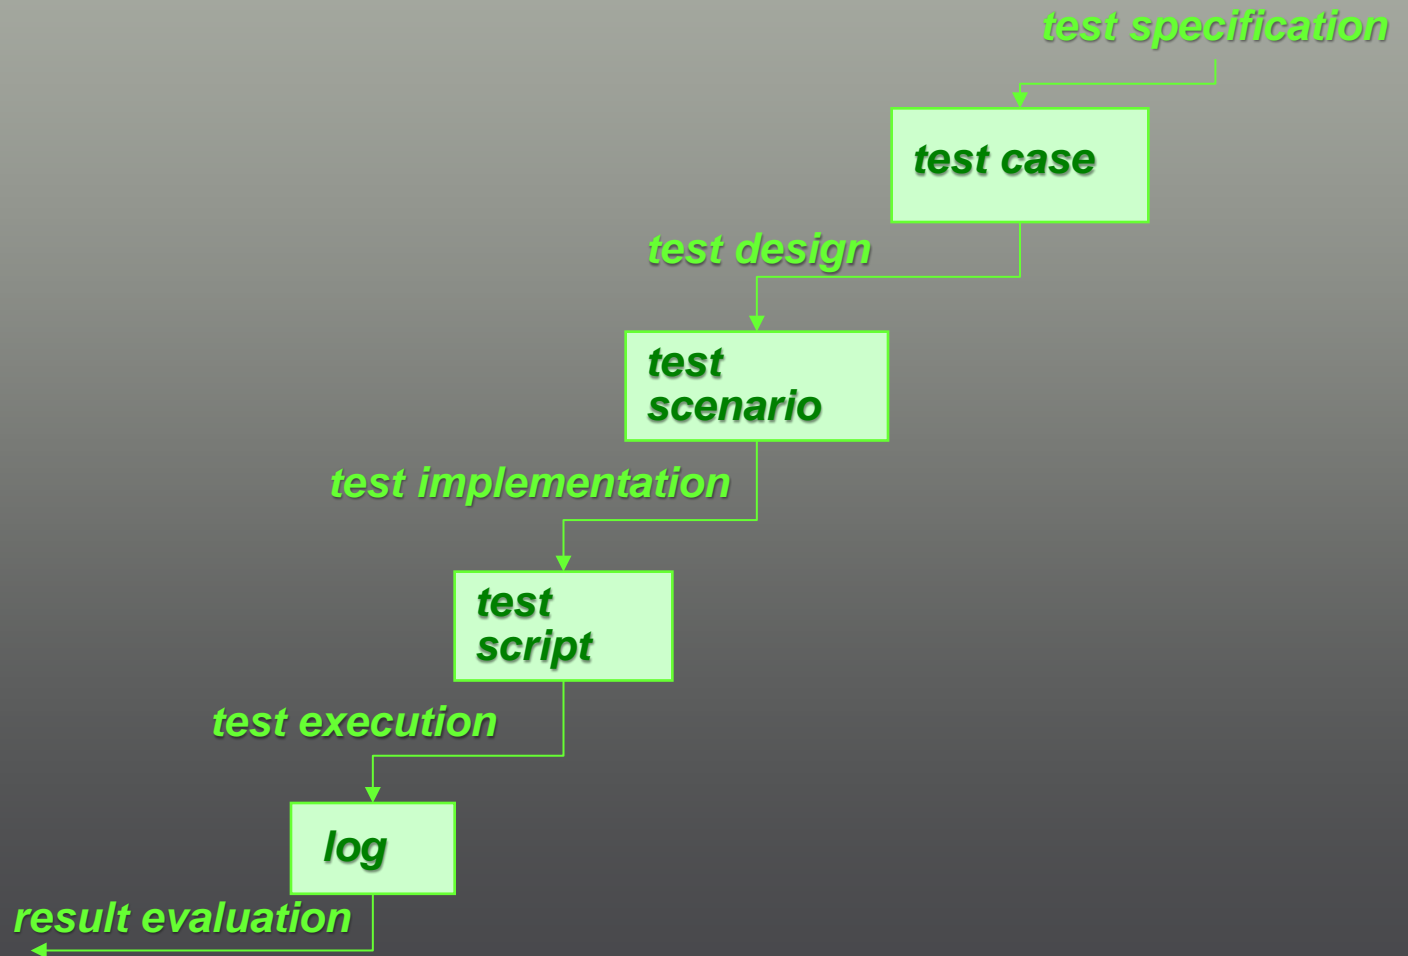 test specification
test case
test design
test
scenario
test implementation
test
script
test execution
log
result evaluation